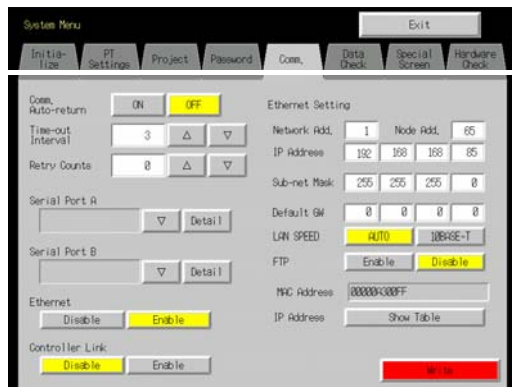 System Menu
Exit
Initia-
lize
PT
Settings
Project
Password
Comm.
Data
Check
Special
Screen
Hardware
Check
Comm.
Auto-return
ON
OFF
Time-out
Interval
3
△
▽
Retry Counts
0
△
▽
Serial Port A
▽
Detail
Serial Port B
▽
Detail
Ethernet
Disable
Enable
Controller Link
Disable
Enable
Ethernet Setting
Network Add.
1
Node Add.
65
IP Address
192 168 168 85
Sub-net Mask
255 255 255 0
Default GW
0 0 0 0
LAN SPEED
AUTO
10BASE-T
FTP
Enable
Disable
MAC Address
IP Address
Show Table
Write